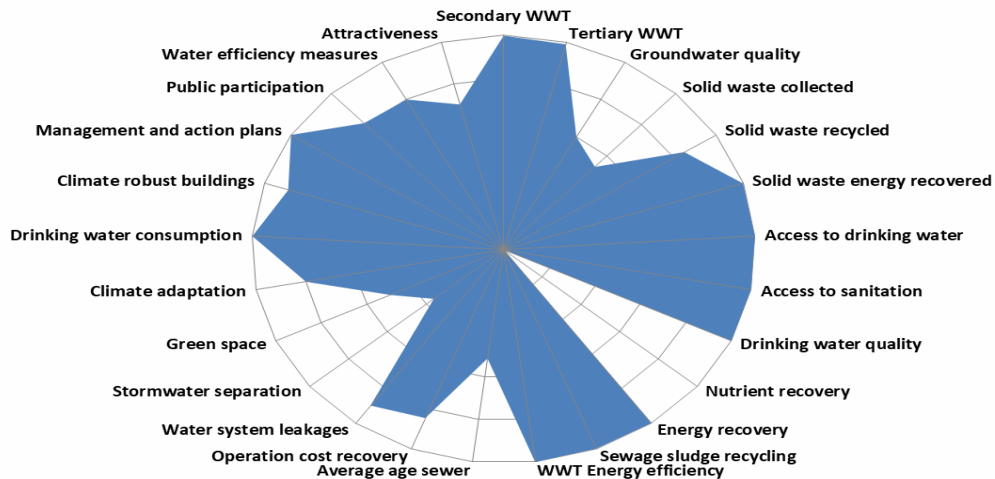 Secondary WWT
Tertiary WWT
Groundwater quality
Solid waste collected
Solid waste recycled
Solid waste energy recovered
Access to drinking water
Access to sanitation
Drinking water quality
Nutrient recovery
Energy recovery
Sewage sludge recycling
WWT Energy efficiency
Average age sewer
Operation cost recovery
Water system leakages
Stormwater separation
Green space
Climate adaptation
Drinking water consumption
Climate robust buildings
Management and action plans
Public participation
Water efficiency measures
Attractiveness